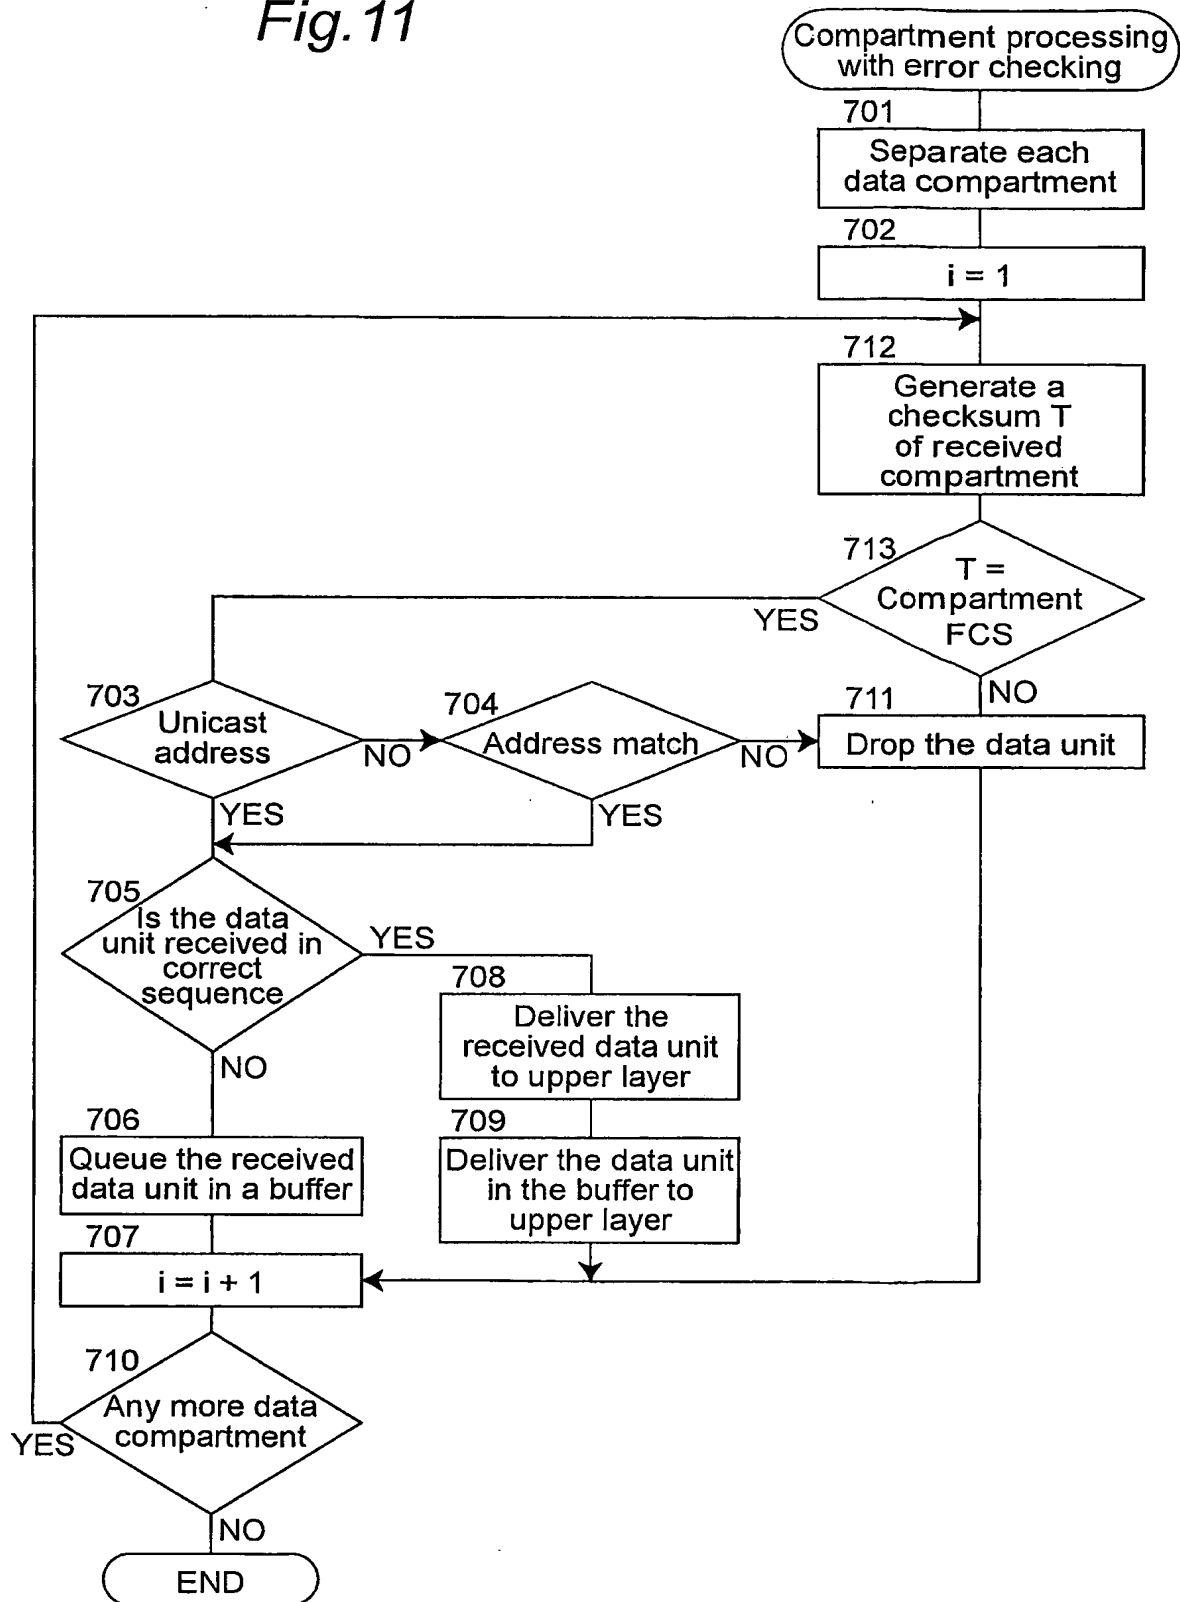 Fig.11
Compartment processing
with error checking
701
Separate each
data compartment
702
i = 1
712
Generate a
checksum T
of received
compartment
713
T =
Compartment
FCS
YES
NO
703
Unicast
address
NO
YES
704
Address match
NO
YES
711
Drop the data unit
705
Is the data
unit received in
correct
sequence
YES
NO
708
Deliver the
received data unit
to upper layer
709
Deliver the data unit
in the buffer to
upper layer
706
Queue the received
data unit in a buffer
707
i = i + 1
710
Any more data
compartment
YES
NO
END